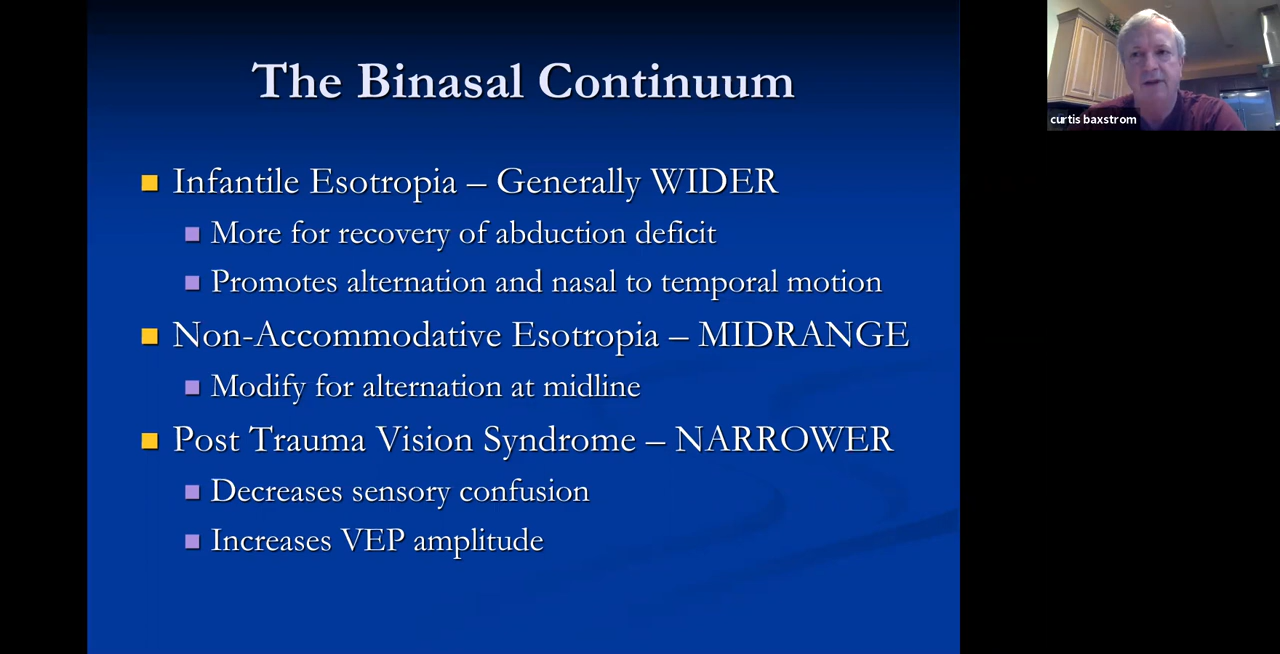 The Binasal Continuum
Infantile Esotropia – Generally WIDER
More for recovery of abduction deficit
Promotes alternation and nasal to temporal motion
Non-Accommodative Esotropia – MIDRANGE
Modify for alternation at midline
Post Trauma Vision Syndrome – NARROWER
Decreases sensory confusion
Increases VEP amplitude
curtis baxstrom